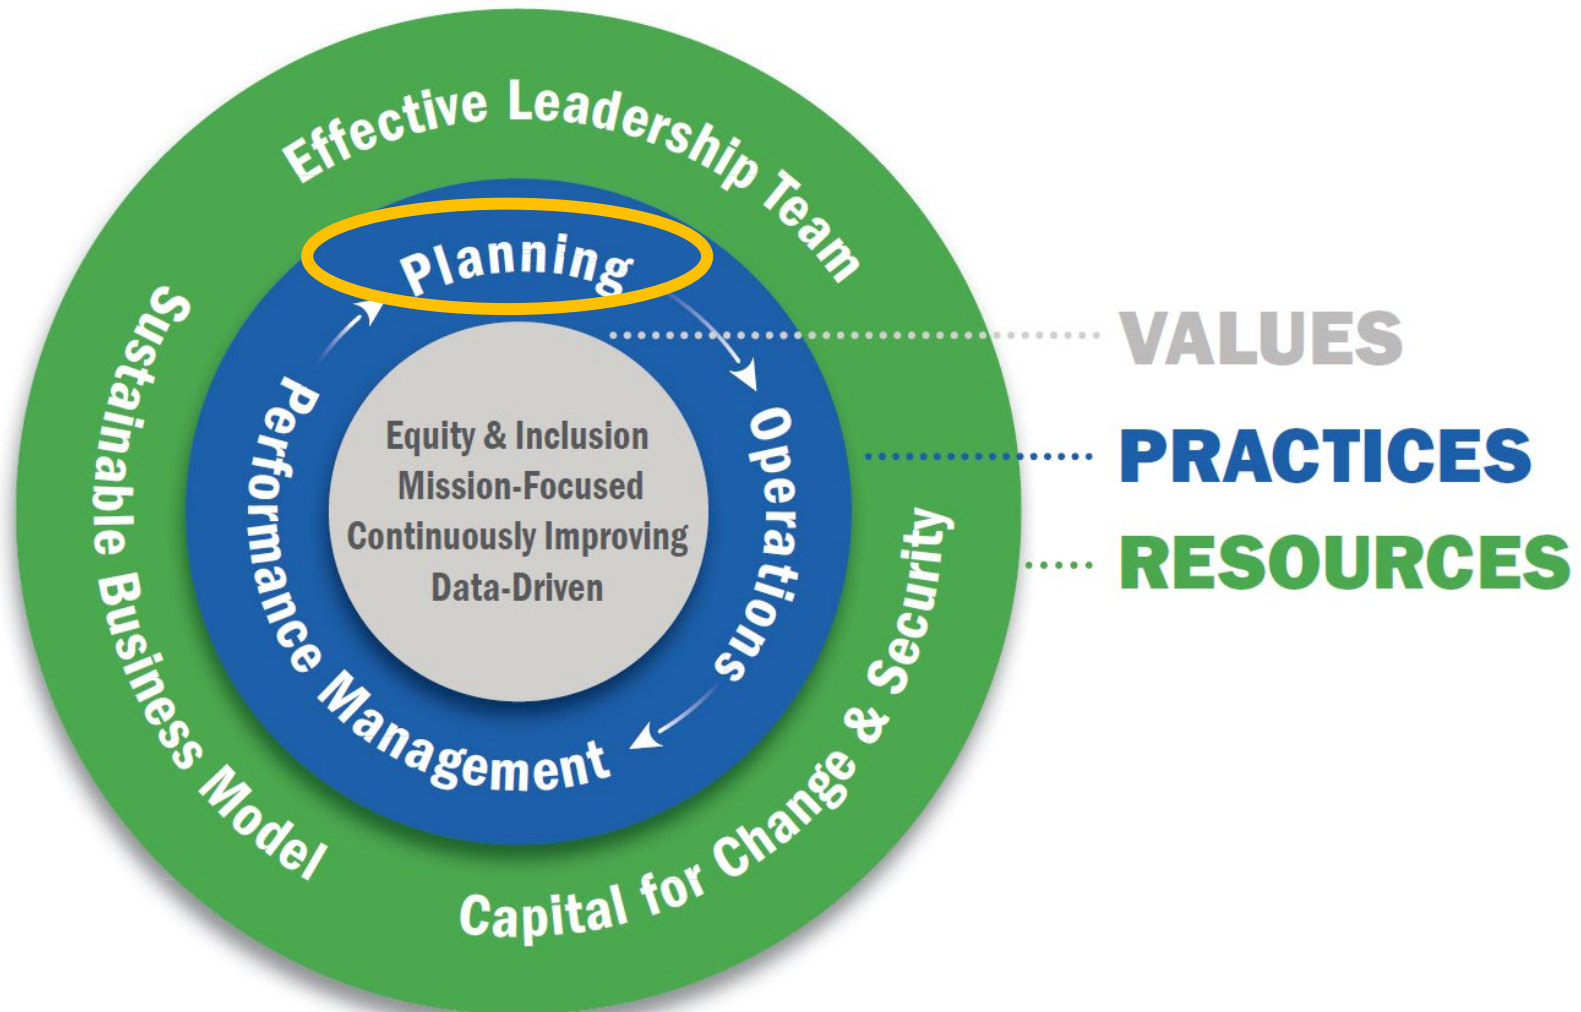 Effective Leadership Team
Planning
Operations
Performance Management
Equity & Inclusion
Mission-Focused
Continuously Improving
Data-Driven
Sustainable Business Model
Capital for Change & Security
VALUES
PRACTICES
RESOURCES